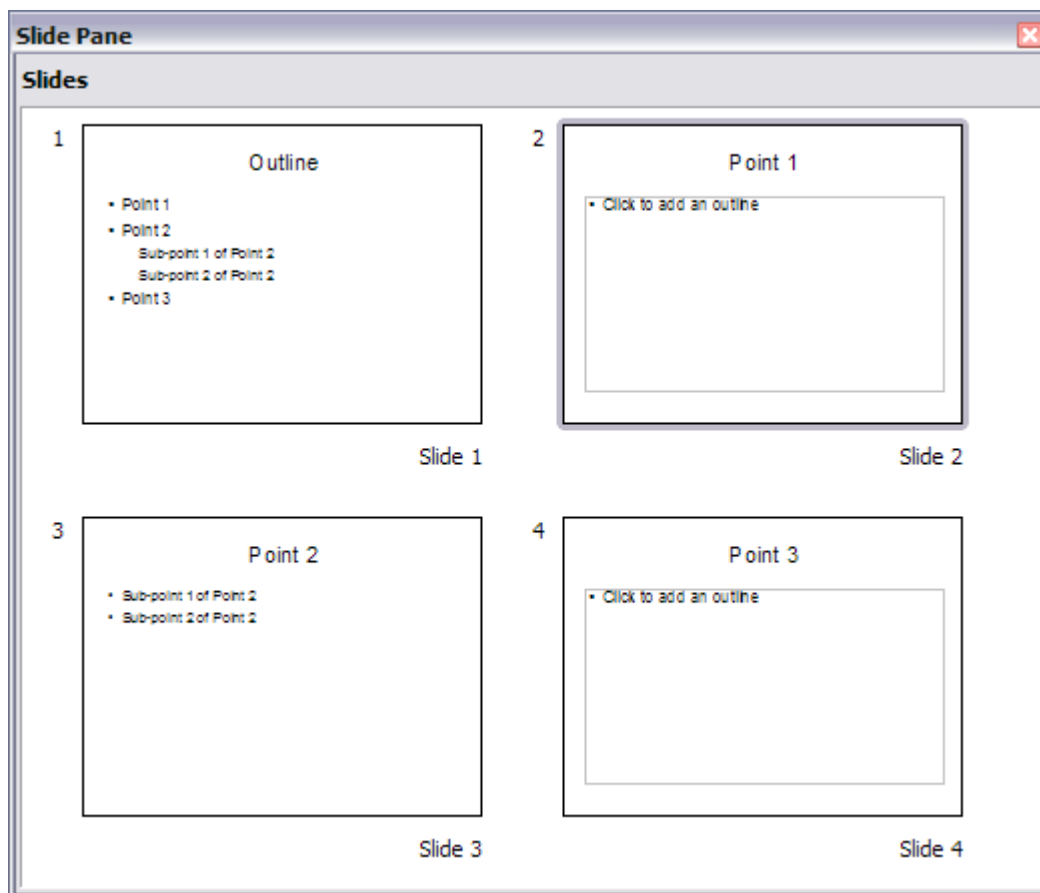 Slide Pane
Slides
1
Outline
• Point 1
• Point 2
Sub-point 1 of Point 2
Sub-point 2 of Point 2
• Point 3
Slide 1
2
Point 1
• Click to add an outline
Slide 2
3
Point 2
• Sub-point 1 of Point 2
• Sub-point 2 of Point 2
Slide 3
4
Point 3
• Click to add an outline
Slide 4